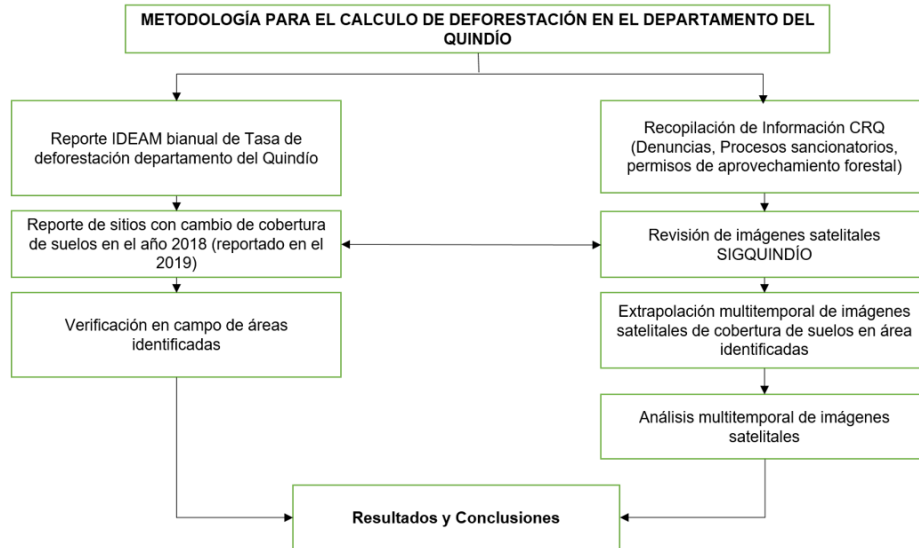 METODOLOGÍA PARA EL CALCULO DE DEFORESTACIÓN EN EL DEPARTAMENTO DEL
QUINDÍO
Reporte IDEAM bianual de Tasa de
deforestación departamento del Quindío
Reporte de sitios con cambio de cobertura
de suelos en el año 2018 (reportado en el
2019)
Verificación en campo de áreas
identificadas
Recopilación de Información CRQ
(Denuncias, Procesos sancionatorios,
permisos de aprovechamiento forestal)
Revisión de imágenes satelitales
SIGQUINDÍO
Extrapolación multitemporal de imágenes
satelitales de cobertura de suelos en área
identificadas
Análisis multitemporal de imágenes
satelitales
Resultados y Conclusiones